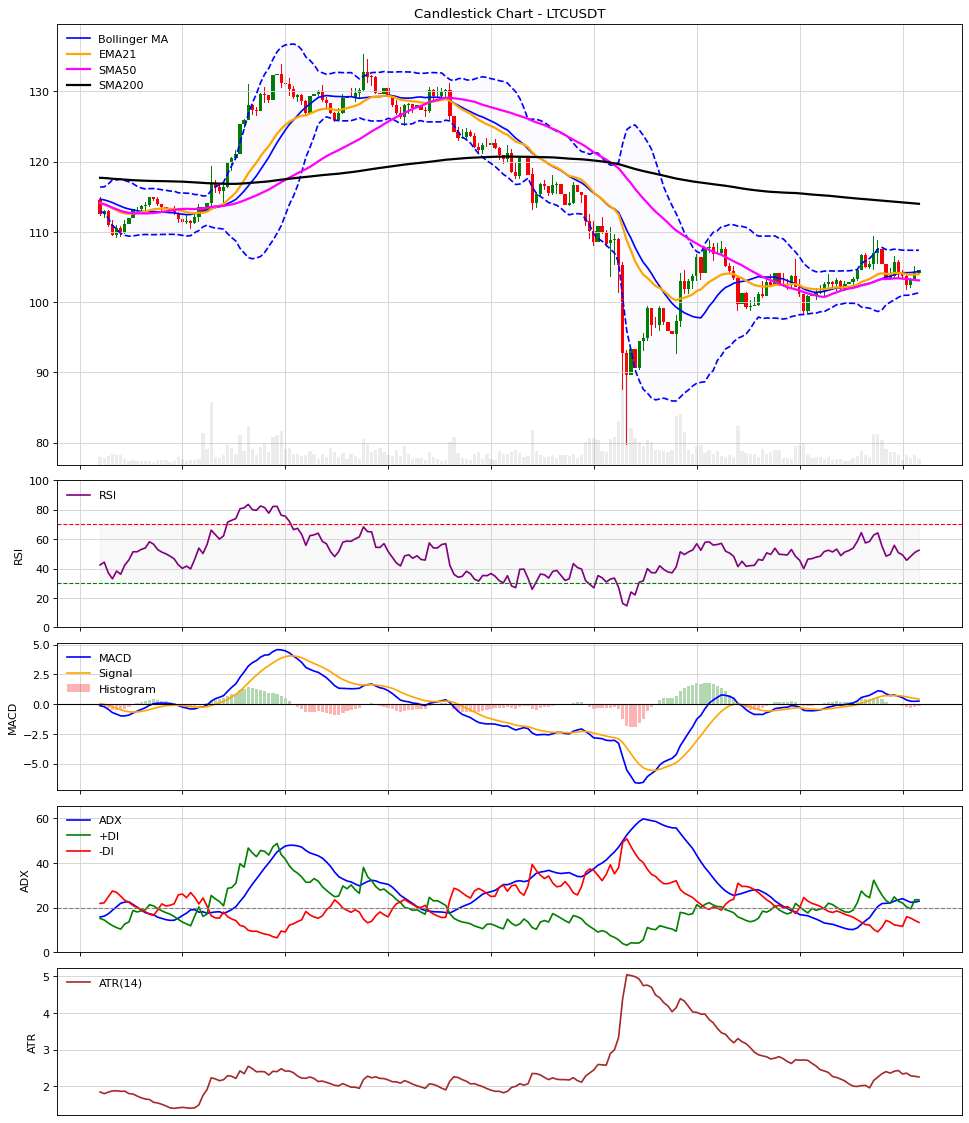 Candlestick Chart - LTCUSDT
Bollinger MA
EMA21
SMA50
SMA200
130
120
110
100
90
80
RSI
RSI
100
80
60
40
20
0
MACD
Signal
Histogram
MACD
5.0
2.5
0.0
−2.5
−5.0
ADX
+DI
-DI
ADX
60
40
20
0
ATR(14)
ATR
5
4
3
2